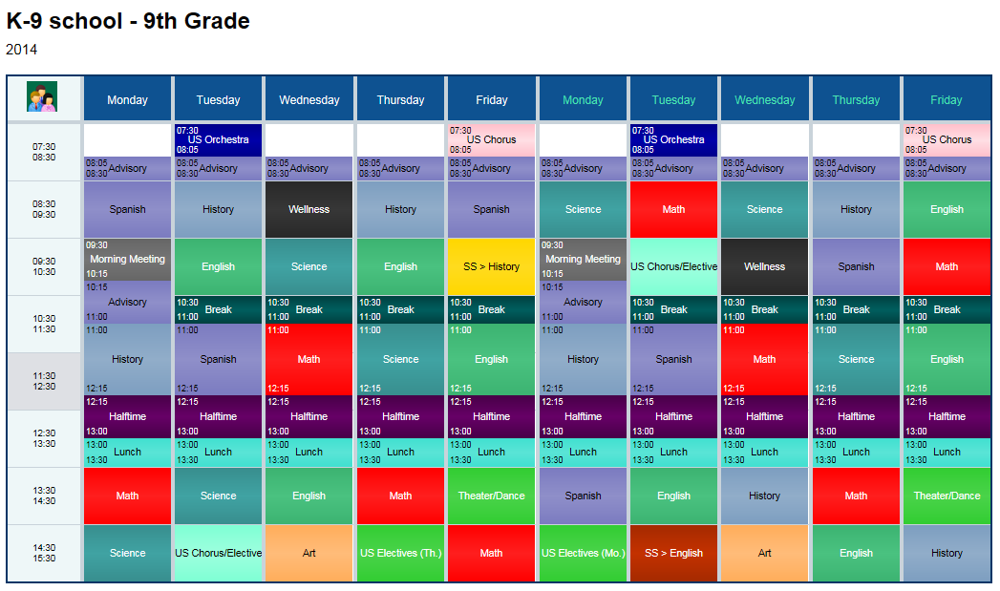 K-9 school - 9th Grade
2014
Monday Tuesday Wednesday Thursday Friday Monday Tuesday Wednesday Thursday Friday
07:30 07:30 07:30 07:30 07:30
08:30 US Orchestra US Chorus US Orchestra US Chorus
08:05 08:05 08:05 08:05
08:05 Advisory 08:05 Advisory 08:05 Advisory 08:05 Advisory 08:05 Advisory 08:05 Advisory 08:05 Advisory 08:05 Advisory 08:05 Advisory 08:05 Advisory
08:30 08:30 08:30 08:30 08:30 08:30 08:30 08:30 08:30 08:30
08:30 Spanish History Wellness History Spanish Science Math Science History English
09:30
09:30 09:30 09:30
10:30 Morning Meeting English Science English SS > History Morning Meeting US Chorus/Elective Wellness Spanish Math
10:15 10:15
10:15 10:15
Advisory Advisory
11:00 11:00
10:30 10:30 Break 10:30 Break 10:30 Break 10:30 Break 10:30 Break 10:30 Break 10:30 Break 10:30 Break
11:30 11:00 11:00 11:00 11:00 11:00 11:00 11:00 11:00
11:00 11:00 11:00 11:00 11:00 11:00 11:00 11:00 11:00 11:00
11:30 History Spanish Math Science English History Spanish Math Science English
12:30 12:15 12:15 12:15 12:15 12:15 12:15 12:15 12:15 12:15 12:15
12:15 12:15 12:15 12:15 12:15 12:15 12:15 12:15 12:15 12:15
Halftime Halftime Halftime Halftime Halftime Halftime Halftime Halftime Halftime Halftime
12:30 13:00 13:00 13:00 13:00 13:00 13:00 13:00 13:00 13:00 13:00
13:30 13:00 Lunch 13:00 Lunch 13:00 Lunch 13:00 Lunch 13:00 Lunch 13:00 Lunch 13:00 Lunch 13:00 Lunch 13:00 Lunch 13:00 Lunch
13:30 13:30 13:30 13:30 13:30 13:30 13:30 13:30 13:30 13:30
13:30 Math Science English Math Theater/Dance Spanish English History Math Theater/Dance
14:30
14:30 Science US Chorus/Elective Art US Electives (Th.) Math US Electives (Mo.) SS > English Art English History
15:30